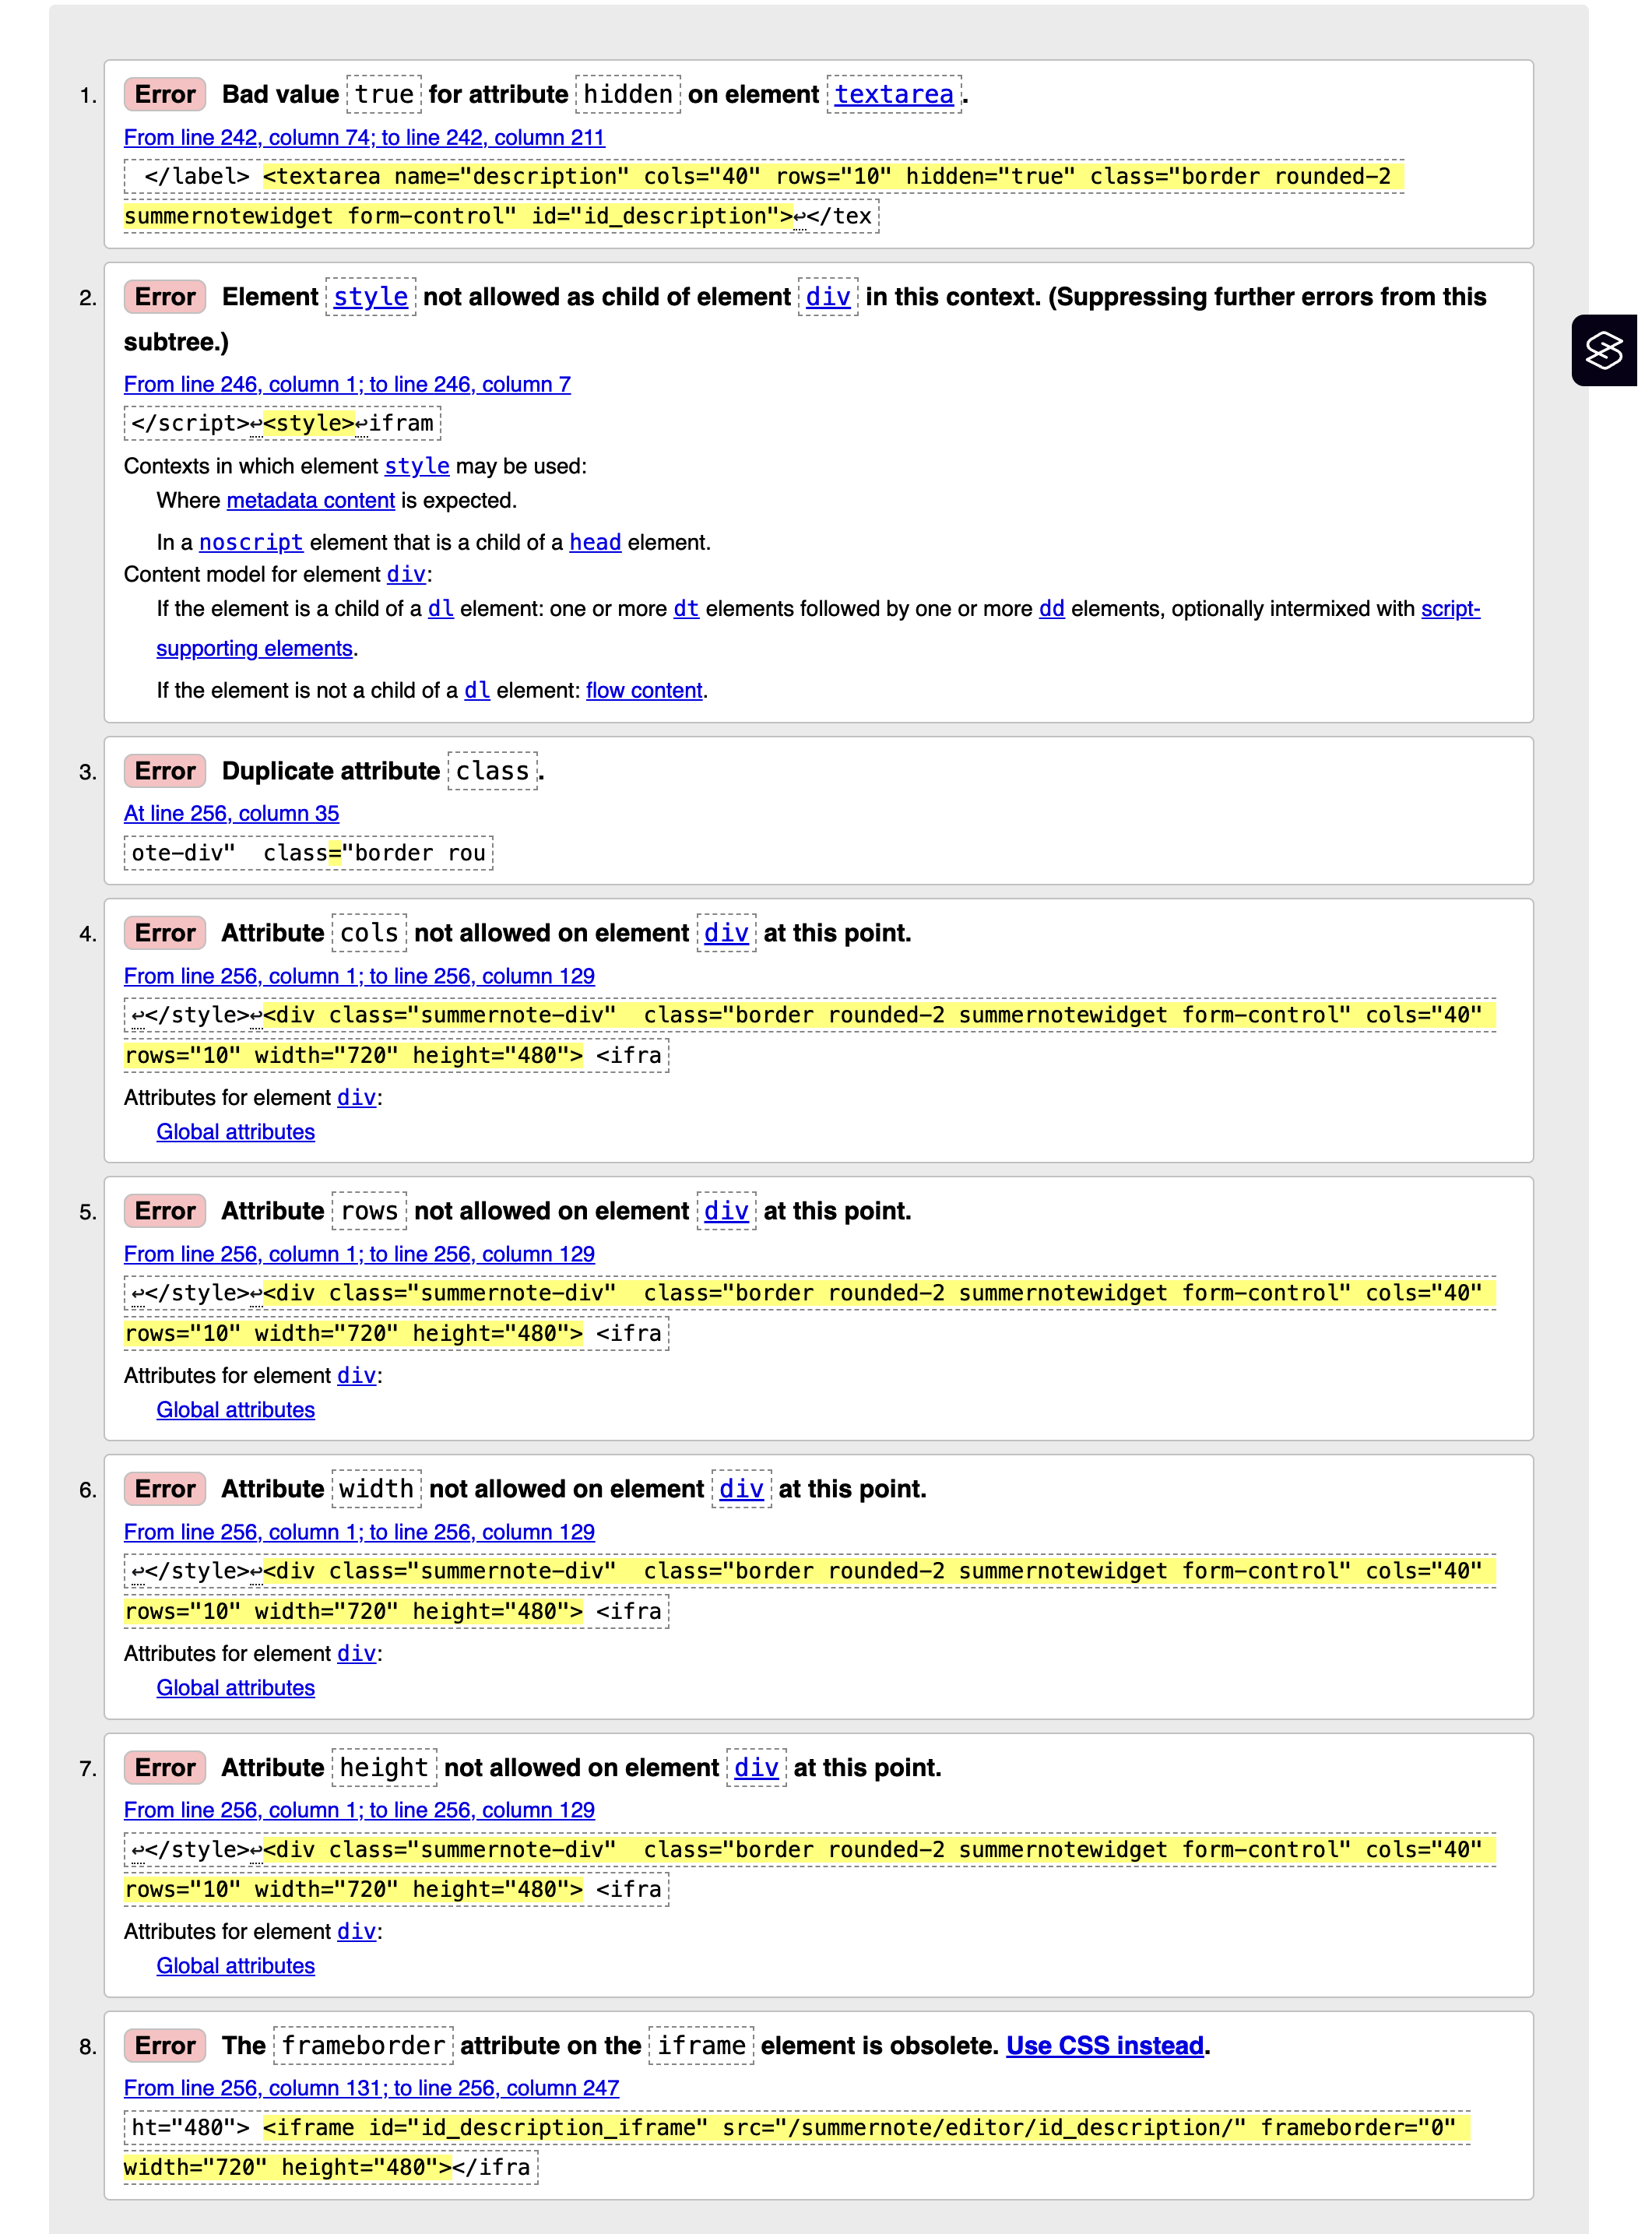 1. Error Bad value true for attribute hidden on element textarea.
From line 242, column 74; to line 242, column 211
</label> <textarea name="description" cols="40" rows="10" hidden="true" class="border rounded-2
summernotewidget form-control" id="id_description">↩</tex
2. Error Element style not allowed as child of element div in this context. (Suppressing further errors from this
subtree.)
From line 246, column 1; to line 246, column 7
</script>↩<style>↩ifram
Contexts in which element style may be used:
Where metadata content is expected.
In a noscript element that is a child of a head element.
Content model for element div:
If the element is a child of a dl element: one or more dt elements followed by one or more dd elements, optionally intermixed with script-
supporting elements.
If the element is not a child of a dl element: flow content.
3. Error Duplicate attribute class.
At line 256, column 35
ote-div"  class="border rou
4. Error Attribute cols not allowed on element div at this point.
From line 256, column 1; to line 256, column 129
↩</style>↩<div class="summernote-div"  class="border rounded-2 summernotewidget form-control" cols="40"
rows="10" width="720" height="480"> <ifra
Attributes for element div:
Global attributes
5. Error Attribute rows not allowed on element div at this point.
From line 256, column 1; to line 256, column 129
↩</style>↩<div class="summernote-div"  class="border rounded-2 summernotewidget form-control" cols="40"
rows="10" width="720" height="480"> <ifra
Attributes for element div:
Global attributes
6. Error Attribute width not allowed on element div at this point.
From line 256, column 1; to line 256, column 129
↩</style>↩<div class="summernote-div"  class="border rounded-2 summernotewidget form-control" cols="40"
rows="10" width="720" height="480"> <ifra
Attributes for element div:
Global attributes
7. Error Attribute height not allowed on element div at this point.
From line 256, column 1; to line 256, column 129
↩</style>↩<div class="summernote-div"  class="border rounded-2 summernotewidget form-control" cols="40"
rows="10" width="720" height="480"> <ifra
Attributes for element div:
Global attributes
8. Error The frameborder attribute on the iframe element is obsolete. Use CSS instead.
From line 256, column 131; to line 256, column 247
ht="480"> <iframe id="id_description_iframe" src="/summernote/editor/id_description/" frameborder="0"
width="720" height="480"></ifra